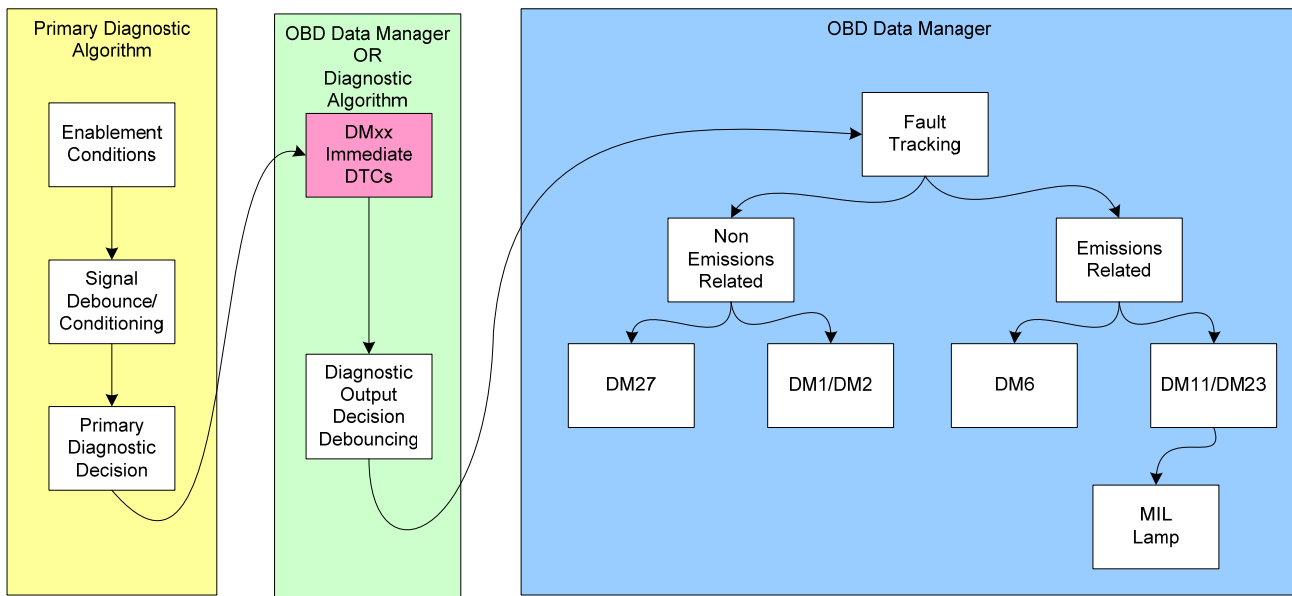 Primary Diagnostic
Algorithm
Enablement
Conditions
Signal
Debounce/
Conditioning
Primary
Diagnostic
Decision
OBD Data Manager
OR
Diagnostic
Algorithm
DMxx
Immediate
DTCs
Diagnostic
Output
Decision
Debouncing
OBD Data Manager
Fault
Tracking
Non
Emissions
Related
Emissions
Related
DM27
DM1/DM2
DM6
DM11/DM23
MIL
Lamp